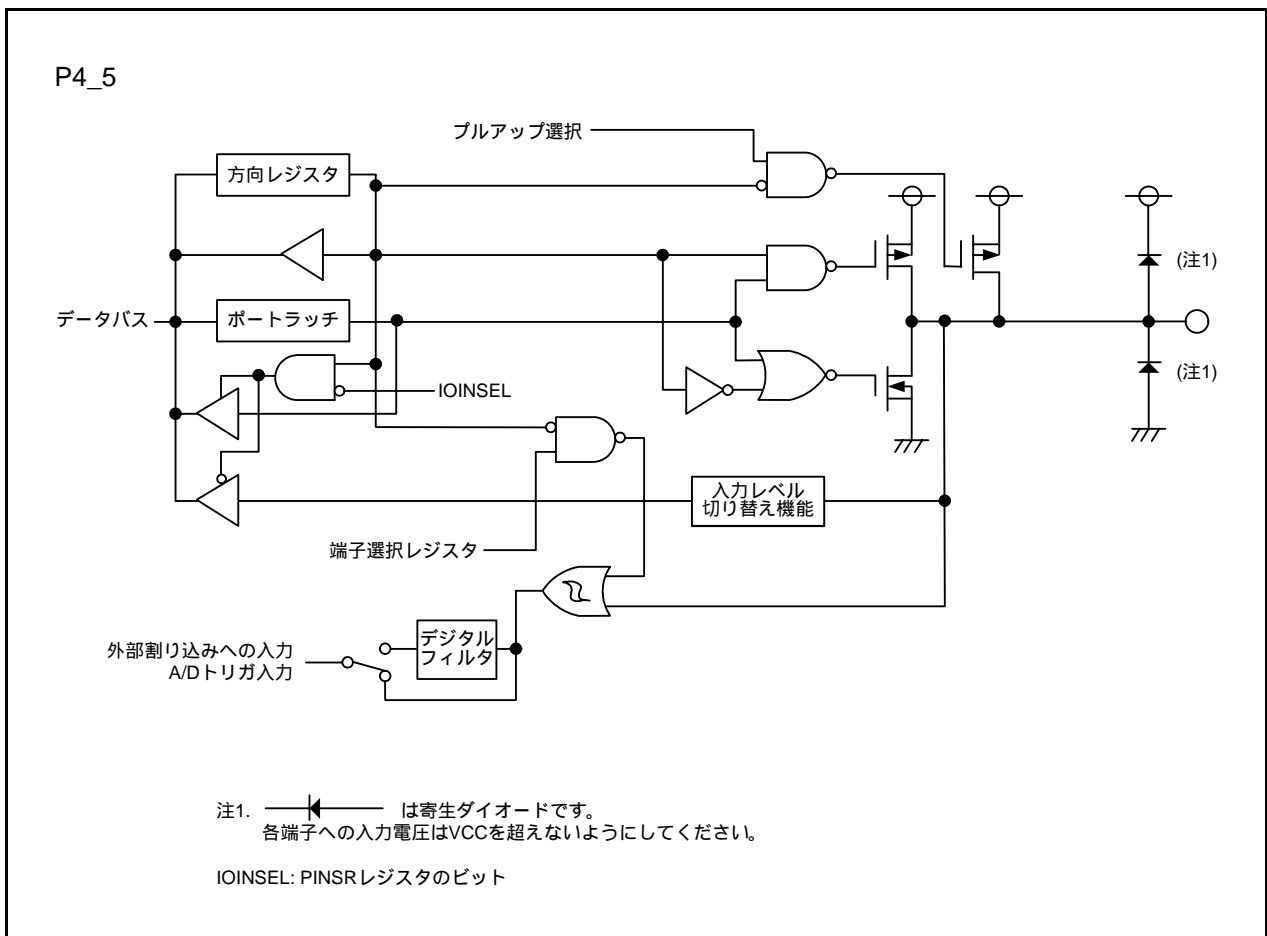 P4_5
プルアップ選択
方向レジスタ
(注1)
データバス
ポートラッチ
(注1)
IOINSEL
入力レベル
切り替え機能
端子選択レジスタ
デジタル
フィルタ
外部割り込みへの入力
A/Dトリガ入力
注1. は寄生ダイオードです。
各端子への入力電圧はVCCを超えないようにしてください。
IOINSEL: PINSRレジスタのビット